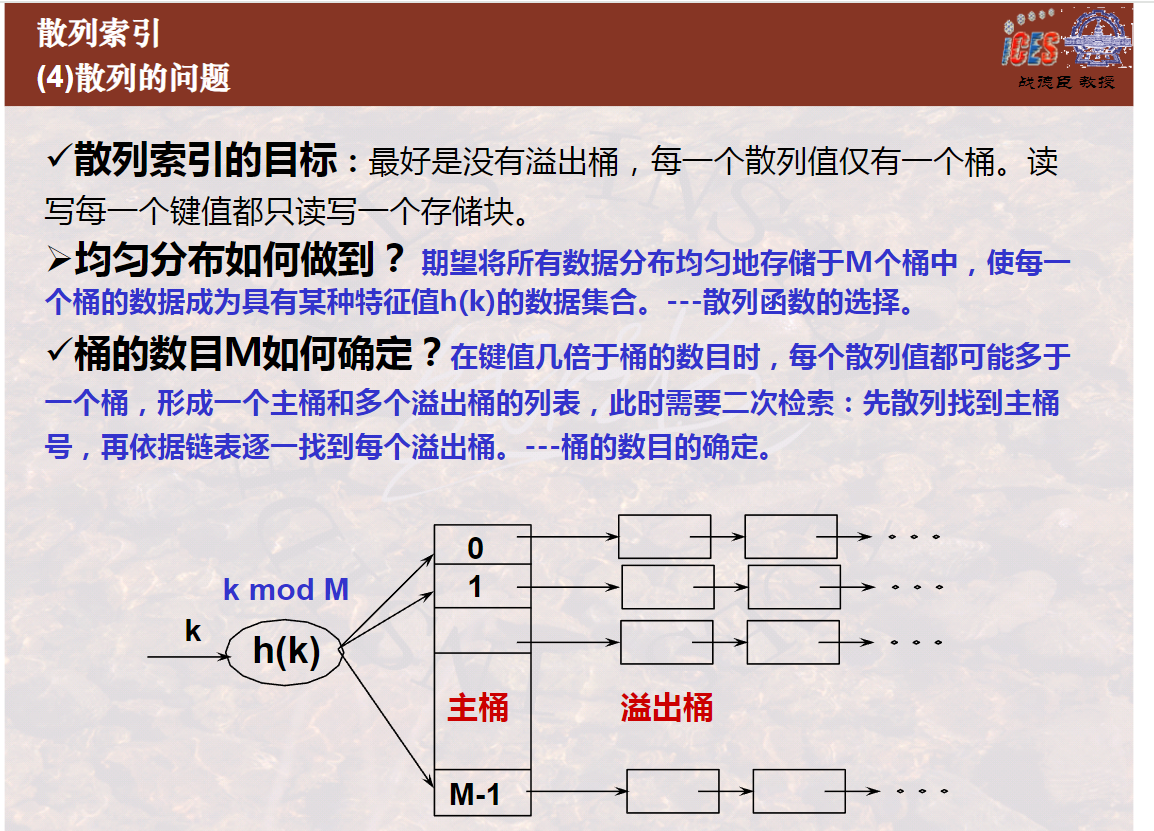 散列索引
(4)散列的问题
iCES
战德臣 教授
✓散列索引的目标：最好是没有溢出桶，每一个散列值仅有一个桶。读
写每一个键值都只读写一个存储块。
➢均匀分布如何做到？ 期望将所有数据分布均匀地存储于M个桶中，使每一
个桶的数据成为具有某种特征值h(k)的数据集合。---散列函数的选择。
✓桶的数目M如何确定？在键值几倍于桶的数目时，每个散列值都可能多于
一个桶，形成一个主桶和多个溢出桶的列表，此时需要二次检索：先散列找到主桶
号，再依据链表逐一找到每个溢出桶。---桶的数目的确定。
k mod M
k
h(k)
0
1
主桶
M-1
溢出桶